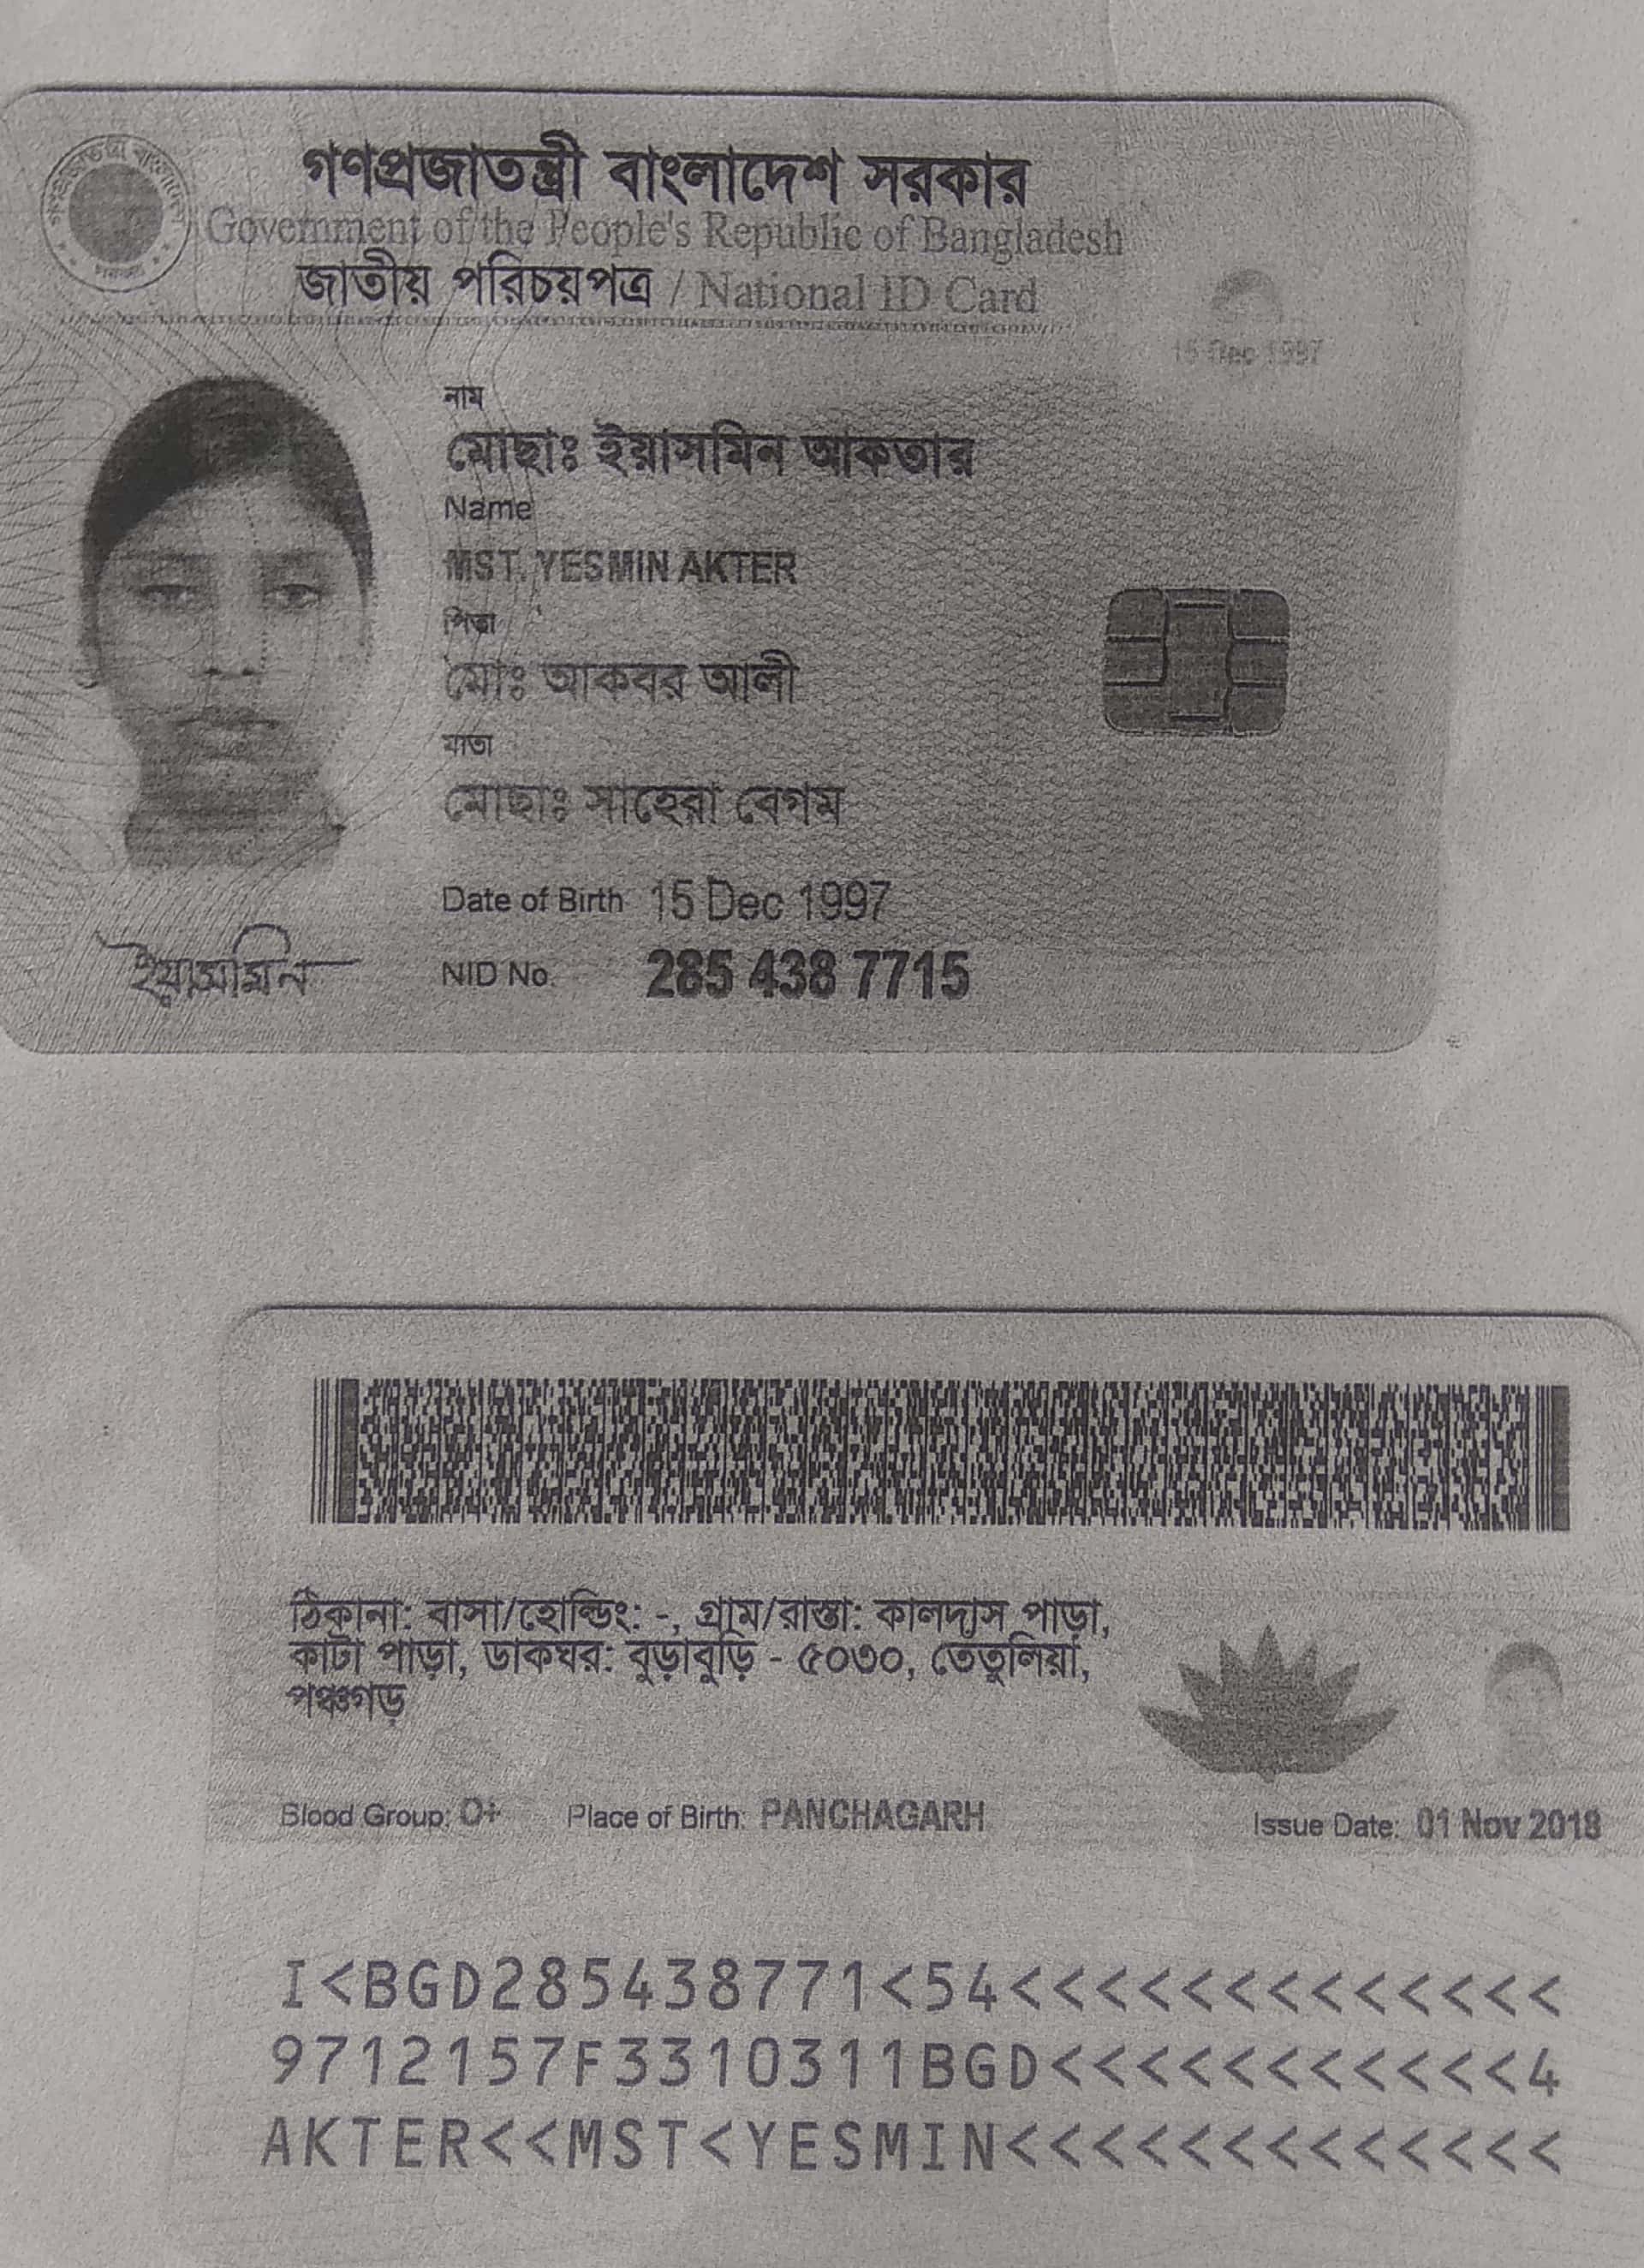 গণপ্রজাতন্ত্রী বাংলাদেশ সরকার
Government of the People's Republic of Bangladesh
জাতীয় পরিচয়পত্র / National ID Card
15 Dec 1997
নাম
মোছাঃ ইয়াসমিন আকতার
Name
MST. YESMIN AKTER
পিতা
মোঃ আকবর আলী
মাতা
মোছাঃ সাহেরা বেগম
Date of Birth 15 Dec 1997
ইয়াসমিন
NID No. 285 438 7715
ঠিকানা: বাসা/হোল্ডিং: -, গ্রাম/রাস্তা: কালদাস পাড়া,
কাটা পাড়া, ডাকঘর: বুড়াবুড়ি - ৫০৩০, তেতুলিয়া,
পঞ্চগড়
Blood Group: O+ Place of Birth: PANCHAGARH Issue Date: 01 Nov 2018
I<BGD285438771<54<<<<<<<<<<<<<
9712157F3310311BGD<<<<<<<<<<<4
AKTER<<MST<YESMIN<<<<<<<<<<<<<